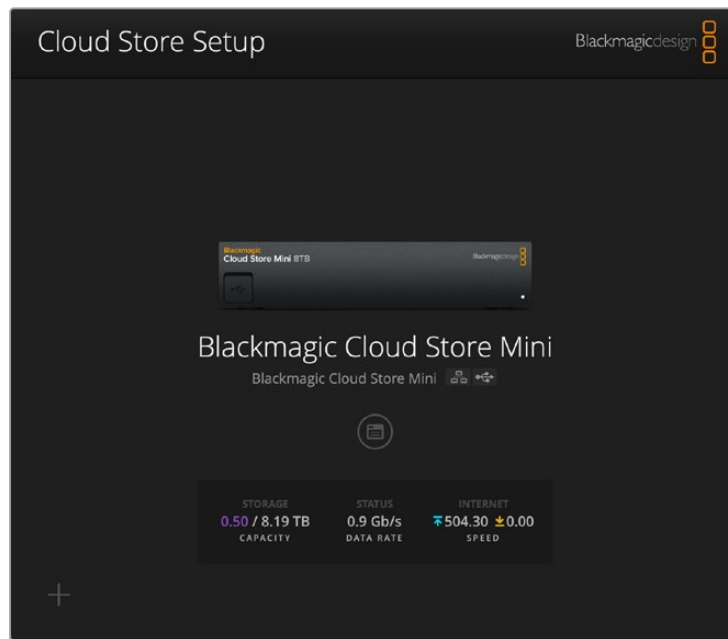 Cloud Store Setup
Blackmagicdesign
Blackmagic
Cloud Store Mini 8TB
Blackmagicdesign
Blackmagic Cloud Store Mini
Blackmagic Cloud Store Mini
STORAGE STATUS INTERNET
0.50 / 8.19 TB 0.9 Gb/s 504.30 0.00
CAPACITY DATA RATE SPEED